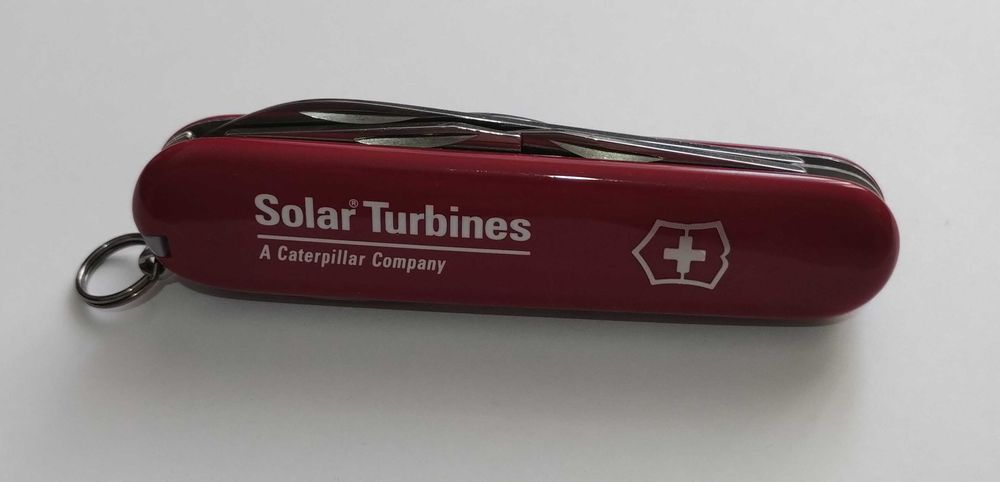 Solar® Turbines
A Caterpillar Company